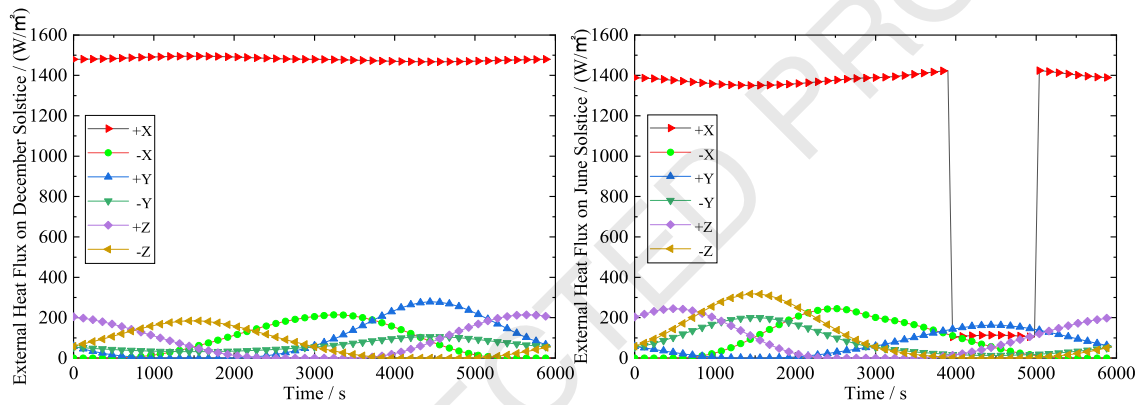 External Heat Flux on December Solstice / (W/㎡)
1600
1400
1200
1000
800
600
400
200
0
+X
-X
+Y
-Y
+Z
-Z
0 1000 2000 3000 4000 5000 6000
Time / s
External Heat Flux on June Solstice / (W/㎡)
1600
1400
1200
1000
800
600
400
200
0
+X
-X
+Y
-Y
+Z
-Z
0 1000 2000 3000 4000 5000 6000
Time / s
CTED PRO